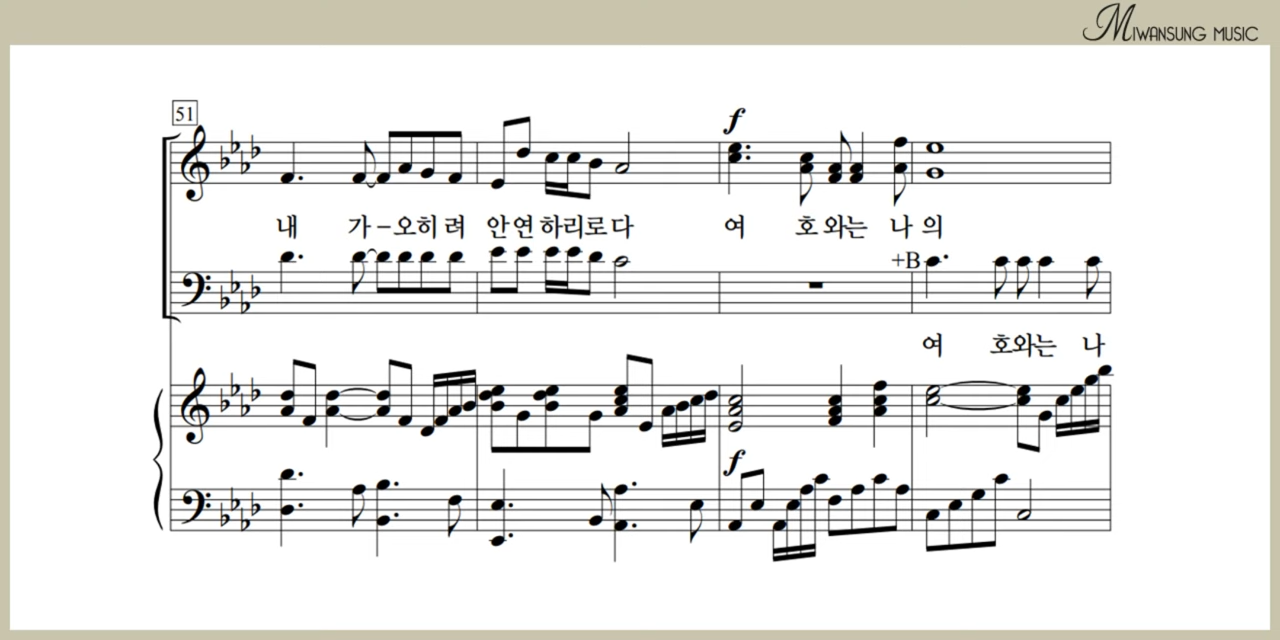 MIWANSUNG MUSIC
51
f
내 가-오히 려 안연 하리로다 여 호 와는 나 의
+B
여 호와는 나
f